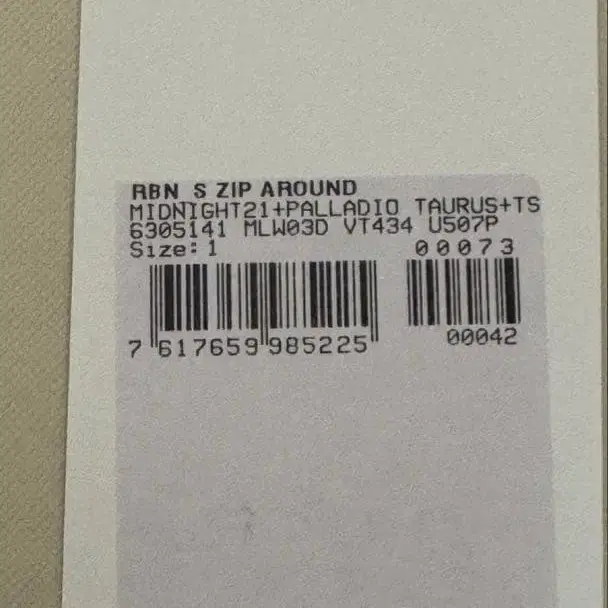 RBN S ZIP AROUND
MIDNIGHT21+PALLADIO TAURUS+TS
6305141 MLW03D VT434 U507P
Size: 1 00073
7 617659 985225 00042